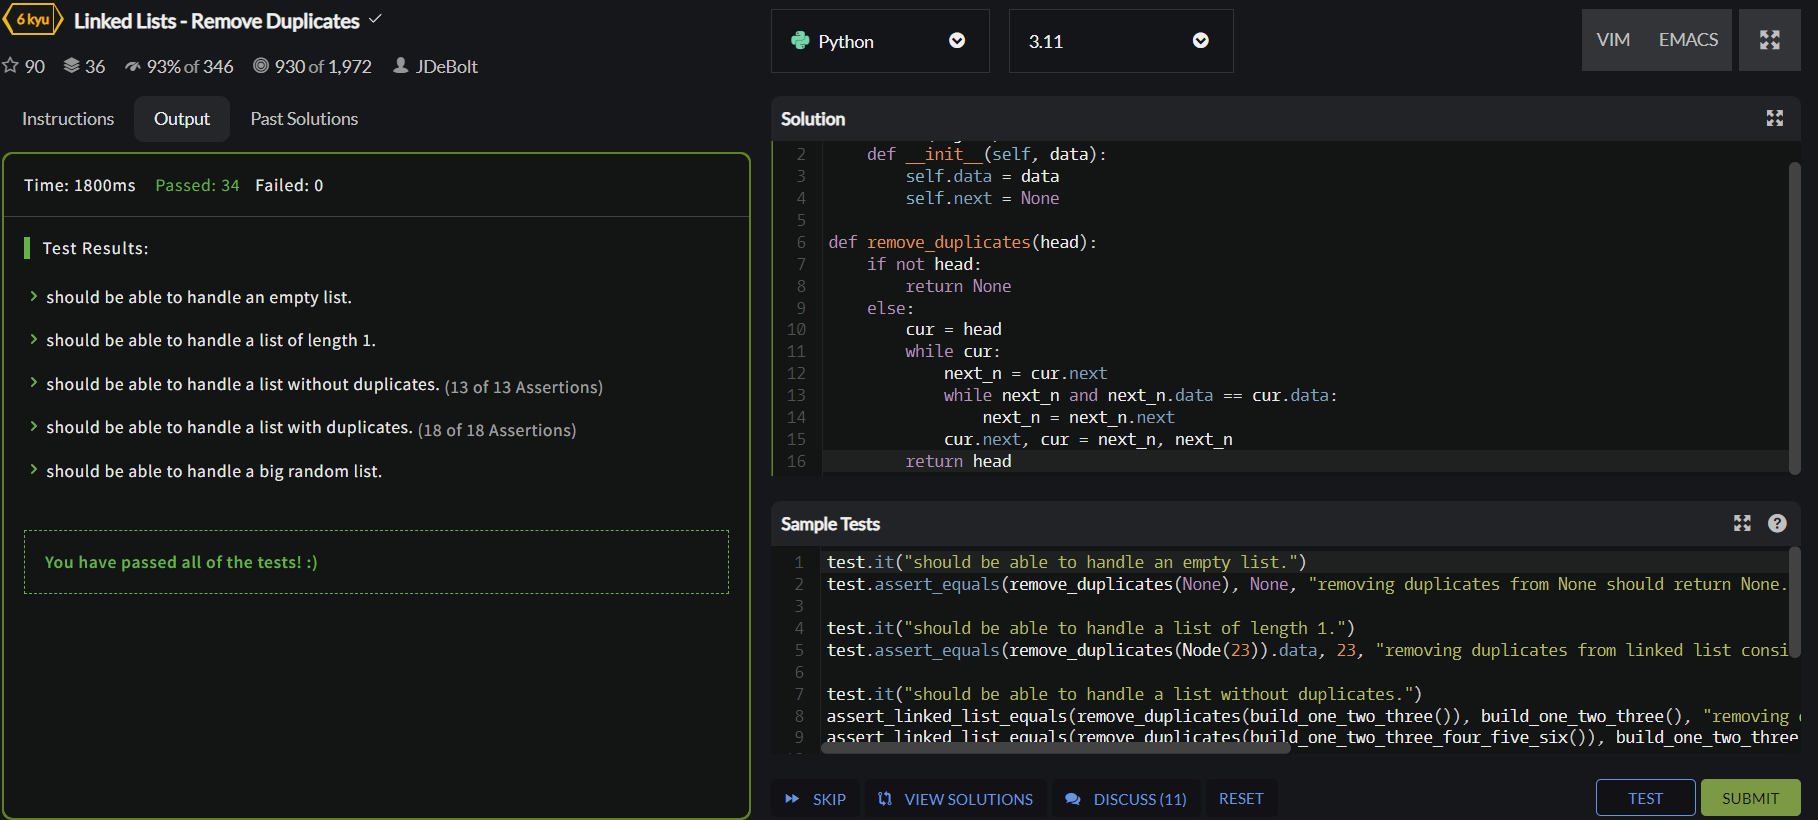 6 kyu Linked Lists - Remove Duplicates
90 36 93% of 346 930 of 1,972 JDeBolt
Instructions Output Past Solutions
Time: 1800ms Passed: 34 Failed: 0
Test Results:
should be able to handle an empty list.
should be able to handle a list of length 1.
should be able to handle a list without duplicates. (13 of 13 Assertions)
should be able to handle a list with duplicates. (18 of 18 Assertions)
should be able to handle a big random list.
You have passed all of the tests! :)
Python 3.11 VIM EMACS
Solution
2     def __init__(self, data):
3         self.data = data
4         self.next = None
5
6 def remove_duplicates(head):
7     if not head:
8         return None
9     else:
10         cur = head
11         while cur:
12             next_n = cur.next
13             while next_n and next_n.data == cur.data:
14                 next_n = next_n.next
15             cur.next, cur = next_n, next_n
16         return head
Sample Tests
1 test.it("should be able to handle an empty list.")
2 test.assert_equals(remove_duplicates(None), None, "removing duplicates from None should return None.
3
4 test.it("should be able to handle a list of length 1.")
5 test.assert_equals(remove_duplicates(Node(23)).data, 23, "removing duplicates from linked list consi
6
7 test.it("should be able to handle a list without duplicates.")
8 assert_linked_list_equals(remove_duplicates(build_one_two_three()), build_one_two_three(), "removing
9 assert_linked_list_equals(remove_duplicates(build_one_two_three_four_five_six()), build_one_two_three
SKIP VIEW SOLUTIONS DISCUSS (11) RESET TEST SUBMIT